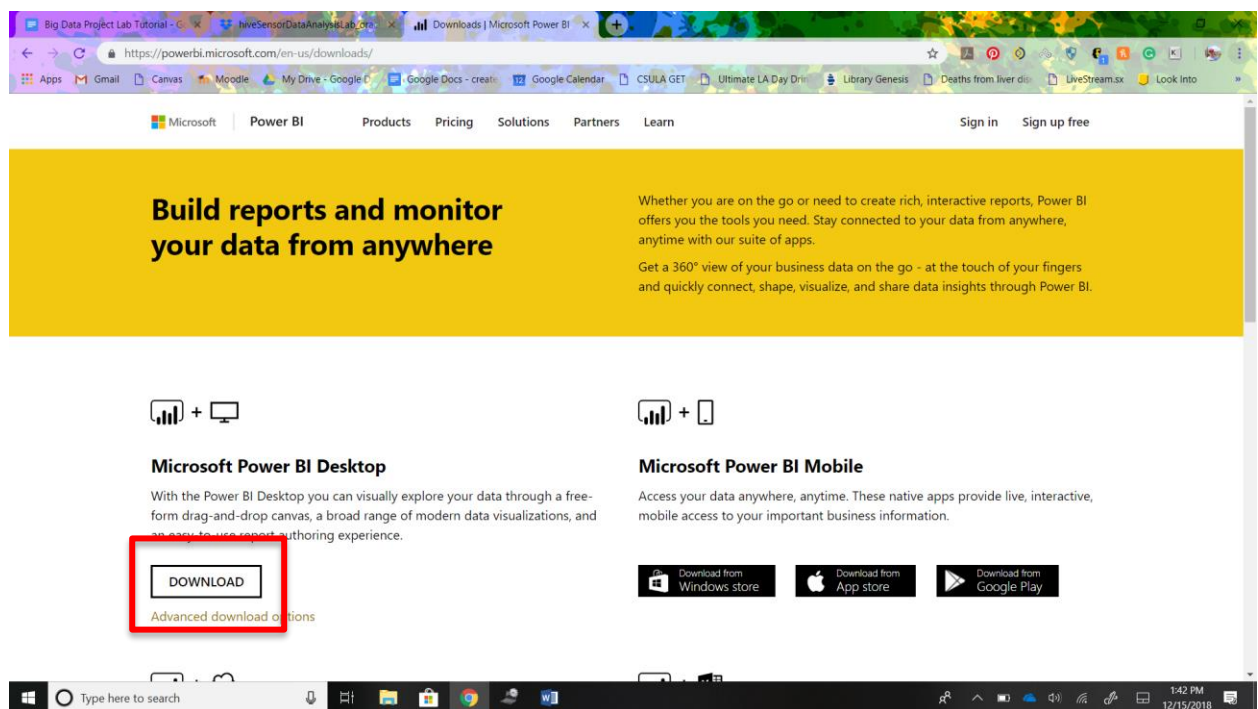 Big Data Project Lab Tutorial - G
hiveSensorDataAnalysisLab_dra
Downloads | Microsoft Power BI
https://powerbi.microsoft.com/en-us/downloads/
Apps
Gmail
Canvas
Moodle
My Drive - Google D
Google Docs - create
Google Calendar
CSULA GET
Ultimate LA Day Drin
Library Genesis
Deaths from liver dis
LiveStream.sx
Look Into
»
Microsoft
Power BI
Products
Pricing
Solutions
Partners
Learn
Sign in
Sign up free
Build reports and monitor
your data from anywhere
Whether you are on the go or need to create rich, interactive reports, Power BI
offers you the tools you need. Stay connected to your data from anywhere,
anytime with our suite of apps.
Get a 360° view of your business data on the go - at the touch of your fingers
and quickly connect, shape, visualize, and share data insights through Power BI.
Microsoft Power BI Desktop
With the Power BI Desktop you can visually explore your data through a free-
form drag-and-drop canvas, a broad range of modern data visualizations, and
an easy-to-use report authoring experience.
DOWNLOAD
Advanced download options
Microsoft Power BI Mobile
Access your data anywhere, anytime. These native apps provide live, interactive,
mobile access to your important business information.
Download from
Windows store
Download from
App store
Download from
Google Play
Type here to search
1:42 PM
12/15/2018